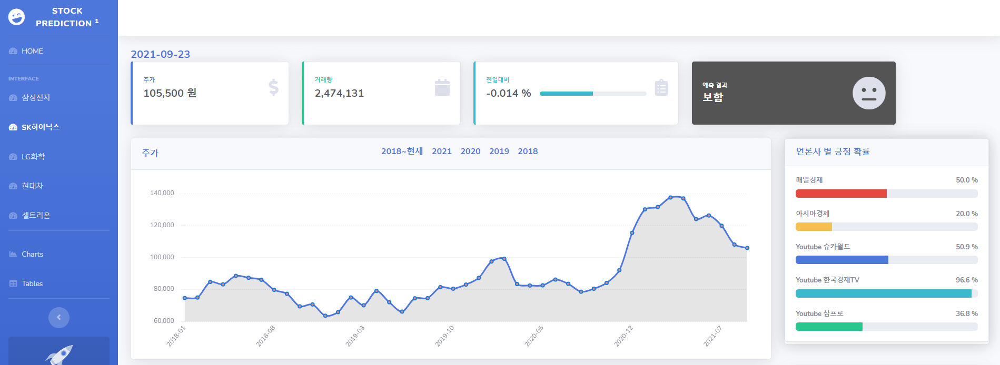 STOCK
PREDICTION 1
HOME
INTERFACE
삼성전자
SK하이닉스
LG화학
현대차
셀트리온
Charts
Tables
2021-09-23
주가
105,500 원
거래량
2,474,131
전일대비
-0.014 %
예측 결과
보합
주가
2018~현재 2021 2020 2019 2018
140,000
120,000
100,000
80,000
60,000
2018-01 2018-08 2019-03 2019-10 2020-05 2020-12 2021-07
언론사 별 긍정 확률
매일경제 50.0 %
아시아경제 20.0 %
Youtube 슈카월드 50.9 %
Youtube 한국경제TV 96.6 %
Youtube 삼프로 36.8 %